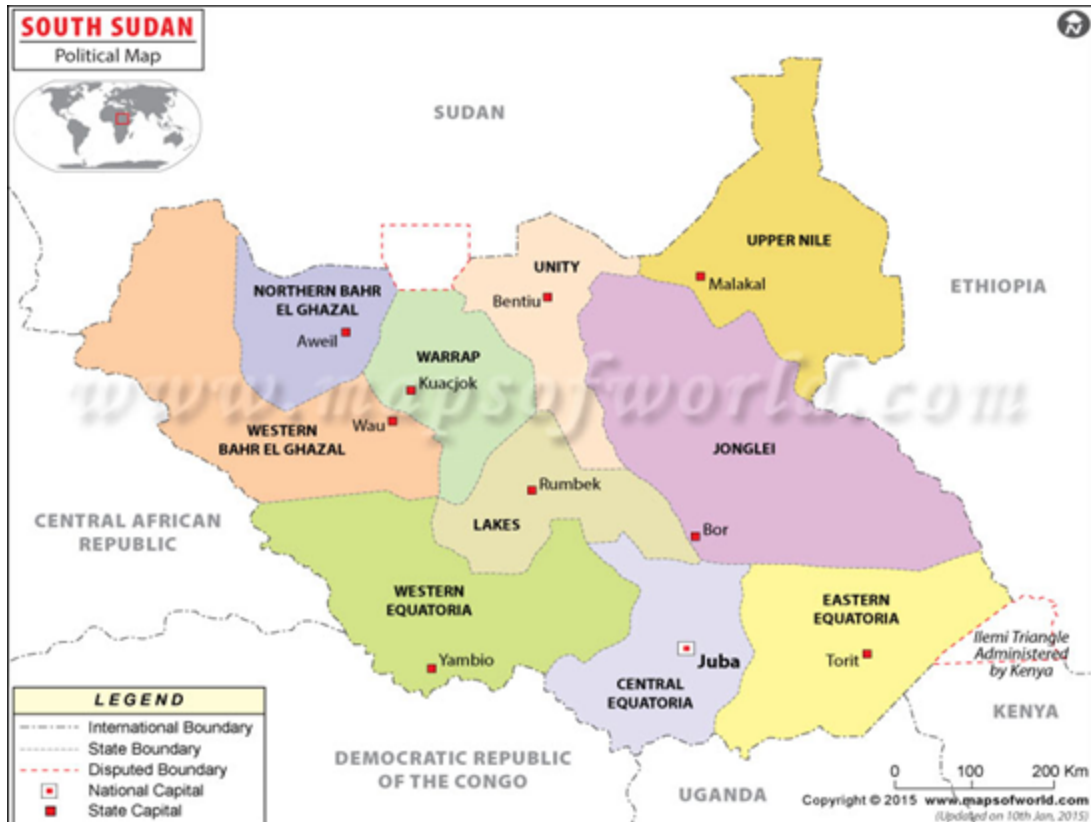 SOUTH SUDAN
Political Map
N
SUDAN
UPPER NILE
Malakal
ETHIOPIA
UNITY
Bentiu
NORTHERN BAHR
EL GHAZAL
Aweil
WARRAP
Kuacjok
www.mapsofworld.com
WESTERN
BAHR EL GHAZAL
Wau
JONGLEI
Rumbek
LAKES
Bor
CENTRAL AFRICAN
REPUBLIC
WESTERN
EQUATORIA
Yambio
EASTERN
EQUATORIA
Torit
Ilemi Triangle
Administered
by Kenya
Juba
CENTRAL
EQUATORIA
KENYA
DEMOCRATIC REPUBLIC
OF THE CONGO
UGANDA
LEGEND
International Boundary
State Boundary
Disputed Boundary
National Capital
State Capital
0 100 200 Km
Copyright © 2015 www.mapsofworld.com
(Updated on 10th Jan, 2015)